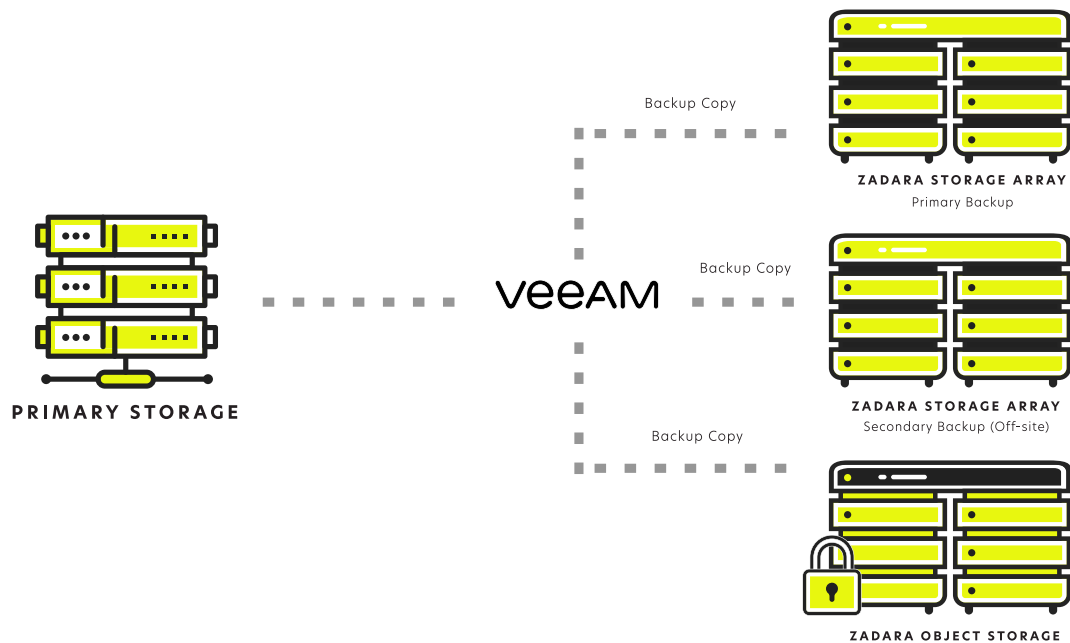 Backup Copy
ZADARA STORAGE ARRAY
Primary Backup
Backup Copy
VeeAM
ZADARA STORAGE ARRAY
Secondary Backup (Off-site)
PRIMARY STORAGE
Backup Copy
ZADARA OBJECT STORAGE